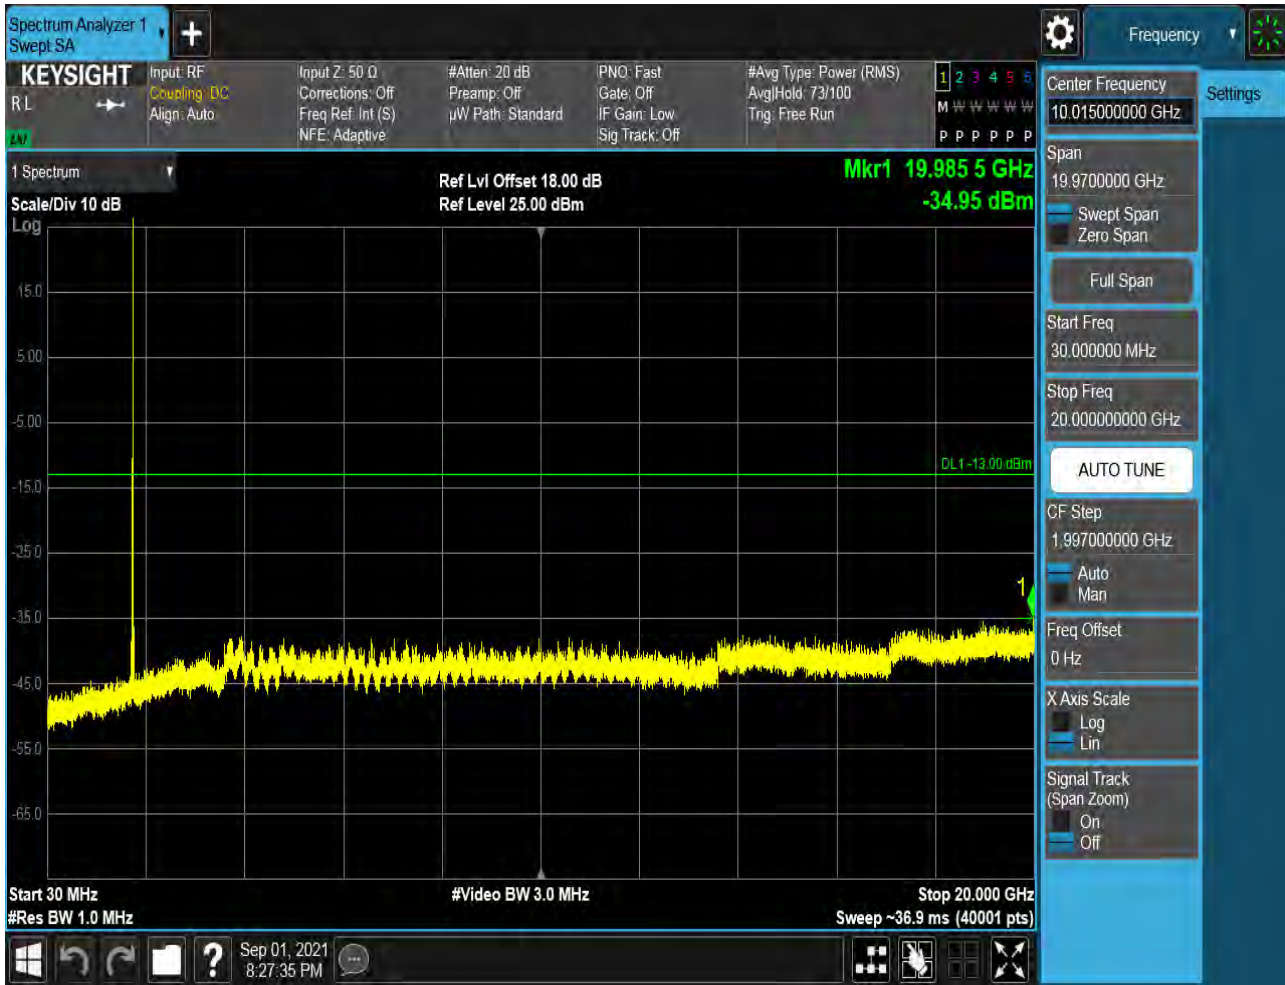 Spectrum Analyzer 1
Swept SA
Frequency
KEYSIGHT
R L
LNI
Input: RF
Coupling: DC
Align: Auto
Input Z: 50 Ω
Corrections: Off
Freq Ref: Int (S)
NFE: Adaptive
#Atten: 20 dB
Preamp: Off
µW Path: Standard
PNO: Fast
Gate: Off
IF Gain: Low
Sig Track: Off
#Avg Type: Power (RMS)
Avg|Hold: 73/100
Trig: Free Run
1 2 3 4 5 6
M W W W W W
P P P P P P
1 Spectrum
Scale/Div 10 dB
Log
Ref Lvl Offset 18.00 dB
Ref Level 25.00 dBm
Mkr1 19.985 5 GHz
-34.95 dBm
15.0
5.00
-5.00
DL1 -13.00 dBm
-15.0
-25.0
1
-35.0
-45.0
-55.0
-65.0
Start 30 MHz
#Video BW 3.0 MHz
Stop 20.000 GHz
#Res BW 1.0 MHz
Sweep ~36.9 ms (40001 pts)
Center Frequency
10.015000000 GHz
Settings
Span
19.9700000 GHz
Swept Span
Zero Span
Full Span
Start Freq
30.000000 MHz
Stop Freq
20.000000000 GHz
AUTO TUNE
CF Step
1.997000000 GHz
Auto
Man
Freq Offset
0 Hz
X Axis Scale
Log
Lin
Signal Track
(Span Zoom)
On
Off
?
Sep 01, 2021
8:27:35 PM